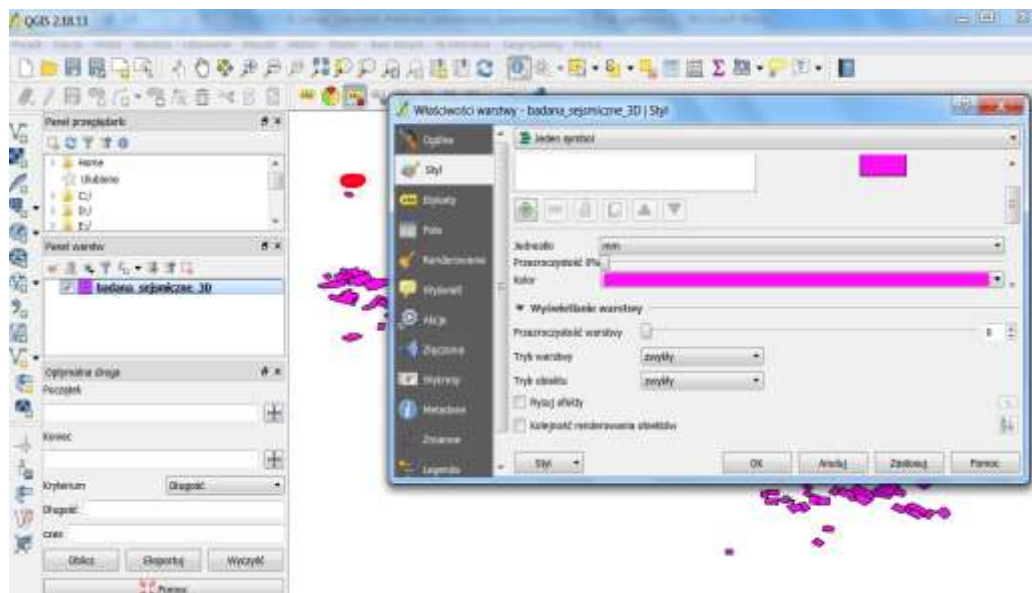 QGIS 2.18.13
Panel przeglądarki
Home
Ulubione
C:/
D:/
E:/
Panel warstw
badana_sejsmiczne_3D
Optymalna droga
Początek
Koniec
Kryterium
Długość
Długość
czas
Oblicz
Eksportuj
Wyczyść
Pomoc
Właściwości warstwy - badana_sejsmiczne_3D | Styl
Ogólne
Styl
Etykiety
Pola
Renderowanie
Wyświetl
Akcje
Złączenia
Wykresy
Metadane
Zmienne
Legenda
Jeden symbol
Jednostki
mm
Przezroczystość 0%
Kolor
Wyświetlanie warstwy
Przezroczystość warstwy
Tryb warstwy
zwykły
Tryb obiektu
zwykły
Rysuj efekty
Kolejność renderowania obiektów
Styl
OK
Anuluj
Zastosuj
Pomoc